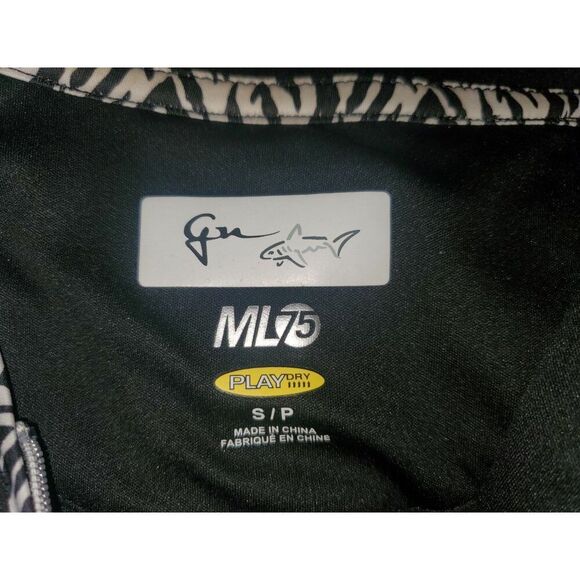 ML75
PLAYDRY
S / P
MADE IN CHINA
FABRIQUÉ EN CHINE